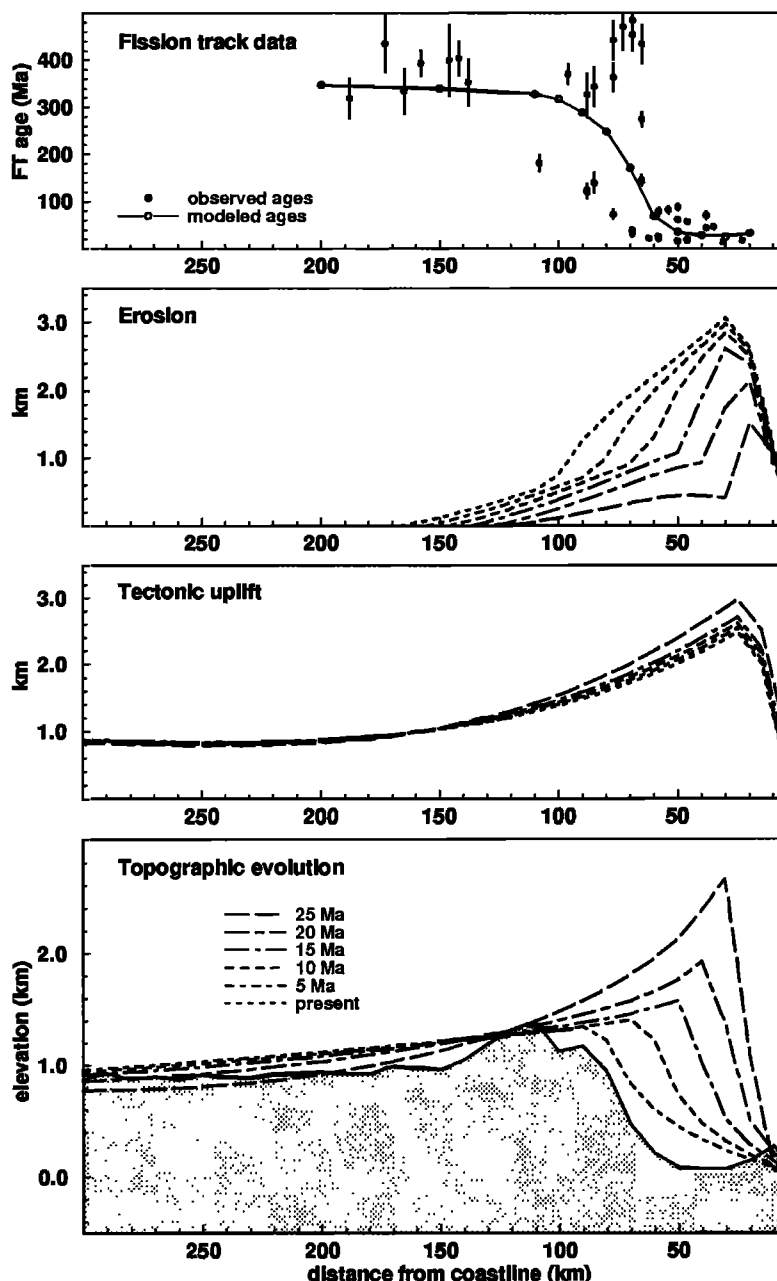 Fission track data
400
300
200
100
FT age (Ma)
observed ages
modeled ages
250 200 150 100 50
Erosion
3.0
2.0
1.0
km
250 200 150 100 50
Tectonic uplift
3.0
2.0
1.0
km
250 200 150 100 50
Topographic evolution
25 Ma
20 Ma
15 Ma
10 Ma
5 Ma
present
2.0
1.0
0.0
elevation (km)
250 200 150 100 50
distance from coastline (km)